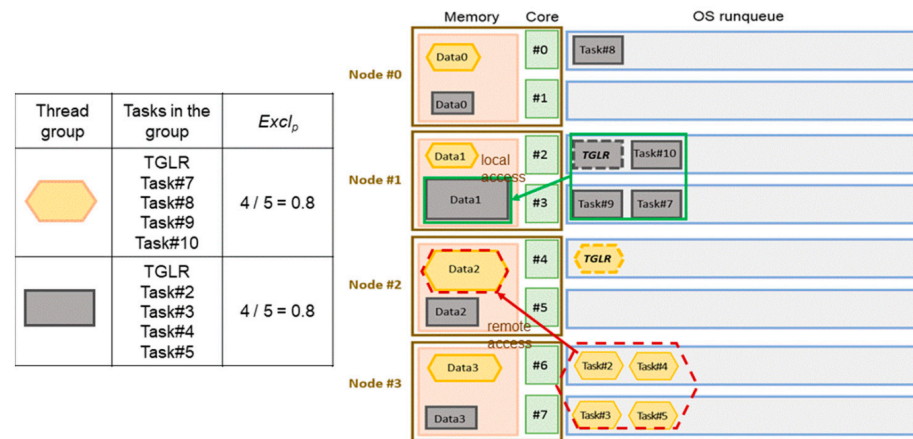 Memory Core OS runqueue
Thread group Tasks in the group Exclp
TGLR
Task#7
Task#8
Task#9
Task#10
4 / 5 = 0.8
TGLR
Task#2
Task#3
Task#4
Task#5
4 / 5 = 0.8
Node #0
Data0
Data0
#0
#1
Task#8
Node #1
Data1
Data1
local
access
#2
#3
TGLR Task#10
Task#9 Task#7
Node #2
Data2
Data2
#4
#5
TGLR
remote
access
Node #3
Data3
Data3
#6
#7
Task#2 Task#4
Task#3 Task#5